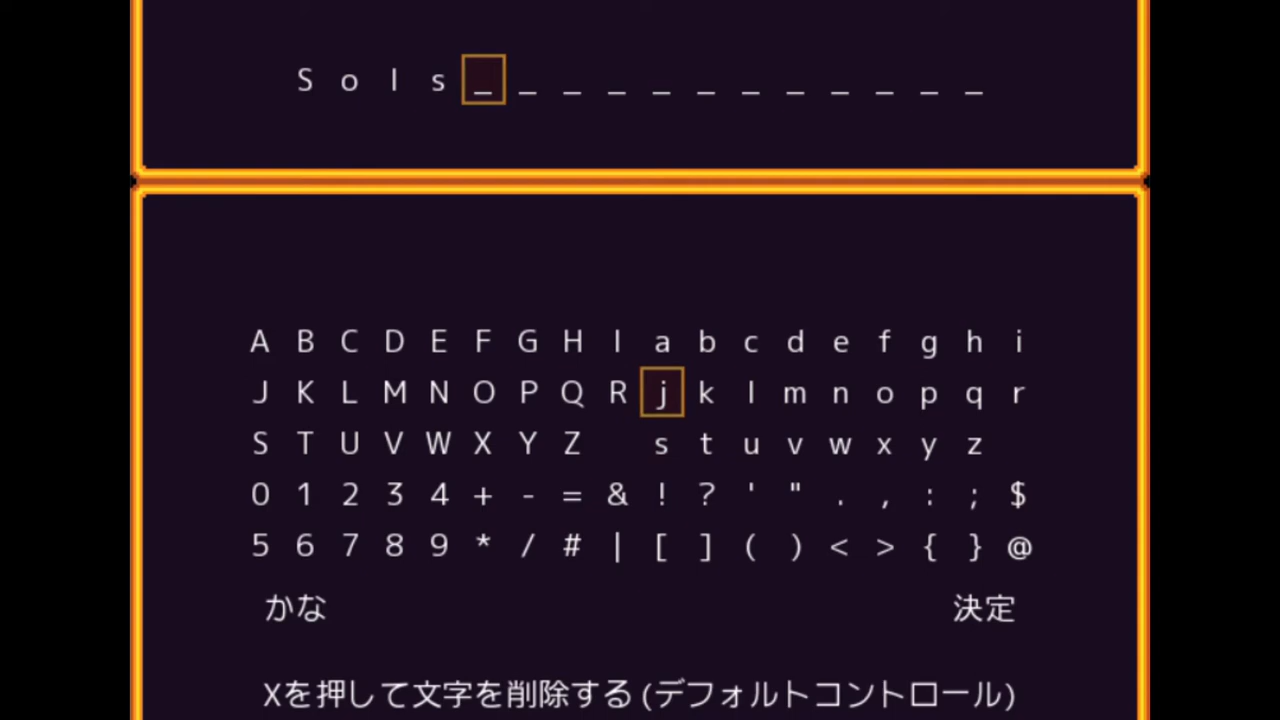 Sols_ _ _ _ _ _ _ _ _ _ _ _
A B C D E F G H I a b c d e f g h i
J K L M N O P Q R j k l m n o p q r
S T U V W X Y Z s t u v w x y z
0 1 2 3 4 + - = & ! ? ' " . , : ; $
5 6 7 8 9 * / # | [ ] ( ) < > { } @
かな 決定
Xを押して文字を削除する (デフォルトコントロール)